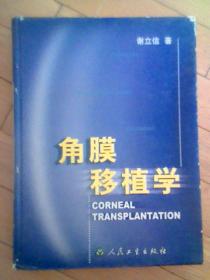 谢立信 著
角膜
移植学
CORNEAL
TRANSPLANTATION
人民卫生出版社